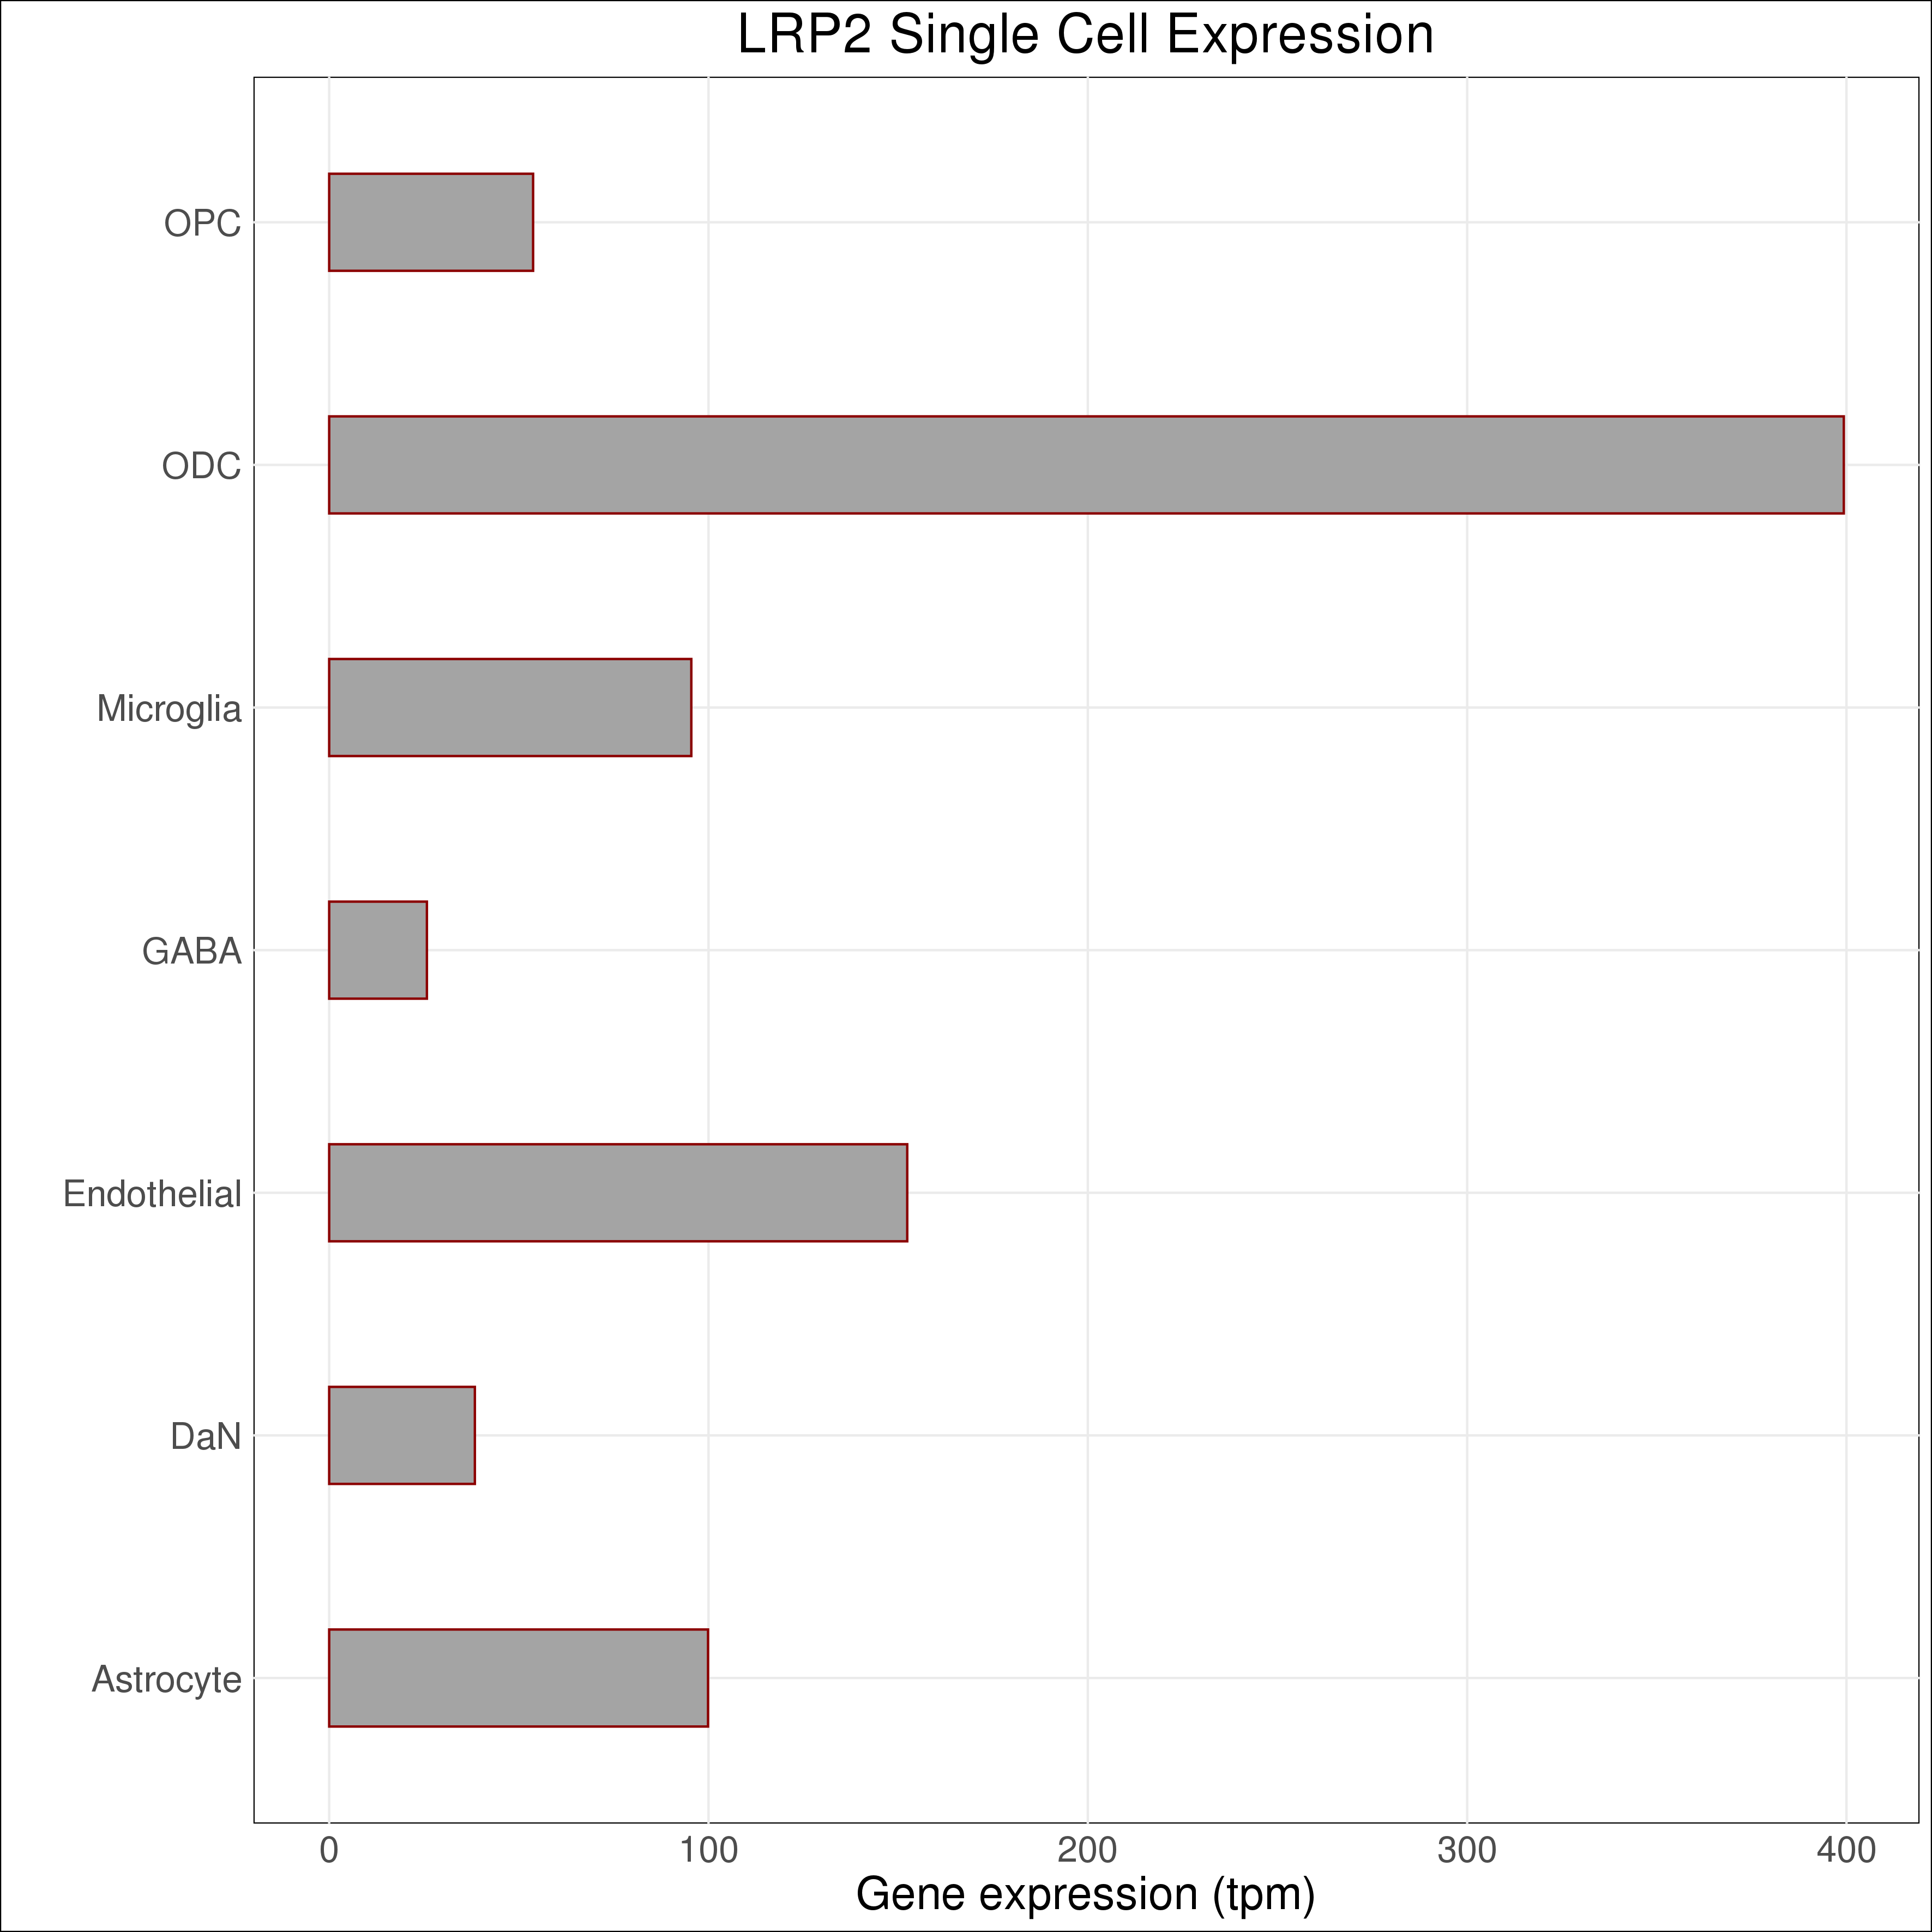 LRP2 Single Cell Expression
OPC
ODC
Microglia
GABA
Endothelial
DaN
Astrocyte
0 100 200 300 400
Gene expression (tpm)